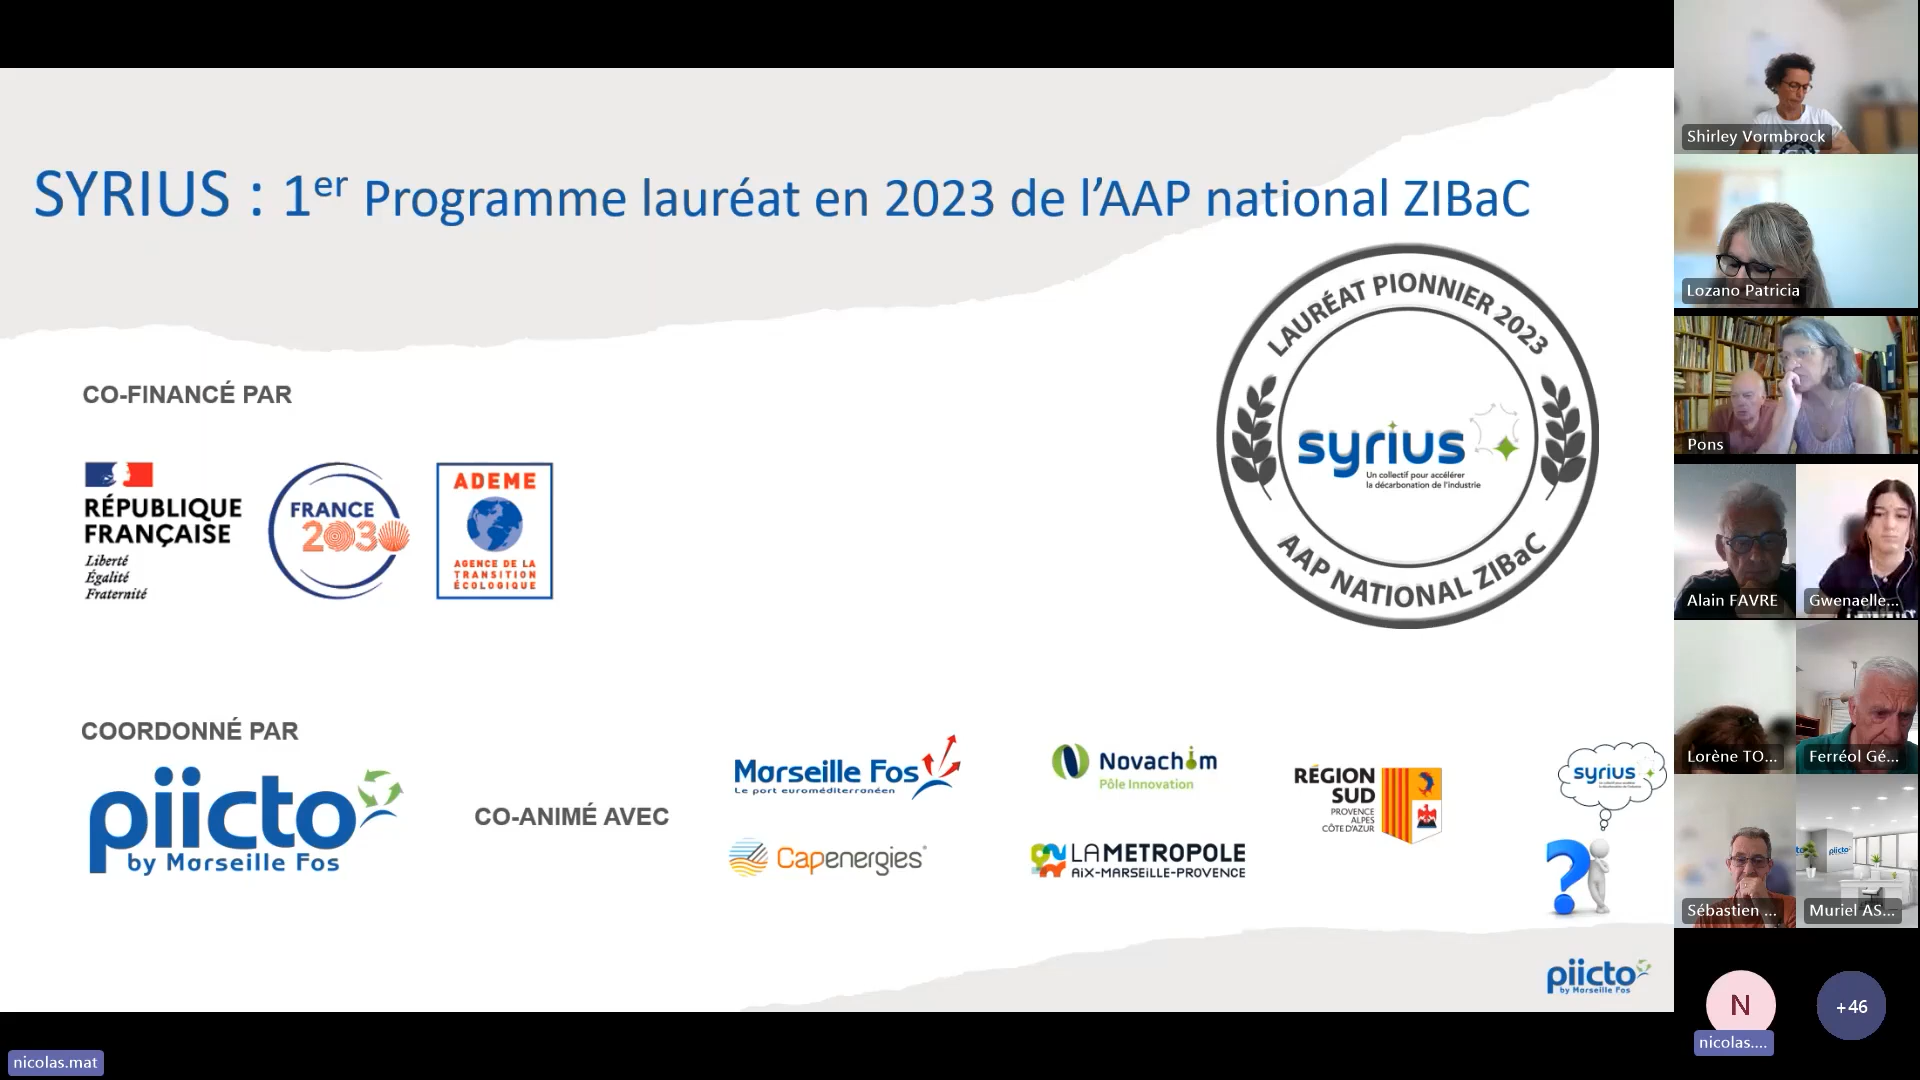 SYRIUS : 1er Programme lauréat en 2023 de l'AAP national ZIBaC
LAURÉAT PIONNIER 2023
syrius
Un collectif pour accélérer
la décarbonation de l'industrie
AAP NATIONAL ZIBaC
CO-FINANCÉ PAR
RÉPUBLIQUE
FRANÇAISE
Liberté
Égalité
Fraternité
FRANCE
2030
ADEME
AGENCE DE LA
TRANSITION
ÉCOLOGIQUE
COORDONNÉ PAR
piicto
by Marseille Fos
CO-ANIMÉ AVEC
Marseille Fos
Le port euroméditerranéen
Novachim
Pôle Innovation
Capenergies
LA METROPOLE
AIX-MARSEILLE-PROVENCE
RÉGION
SUD
PROVENCE
ALPES
CÔTE D'AZUR
syrius
?
piicto
by Marseille Fos
nicolas.mat
Shirley Vormbrock
Lozano Patricia
Pons
Alain FAVRE
Gwenaelle...
Lorène TO...
Ferréol Gé...
Sébastien ...
piicto
Muriel AS...
N
nicolas....
+46